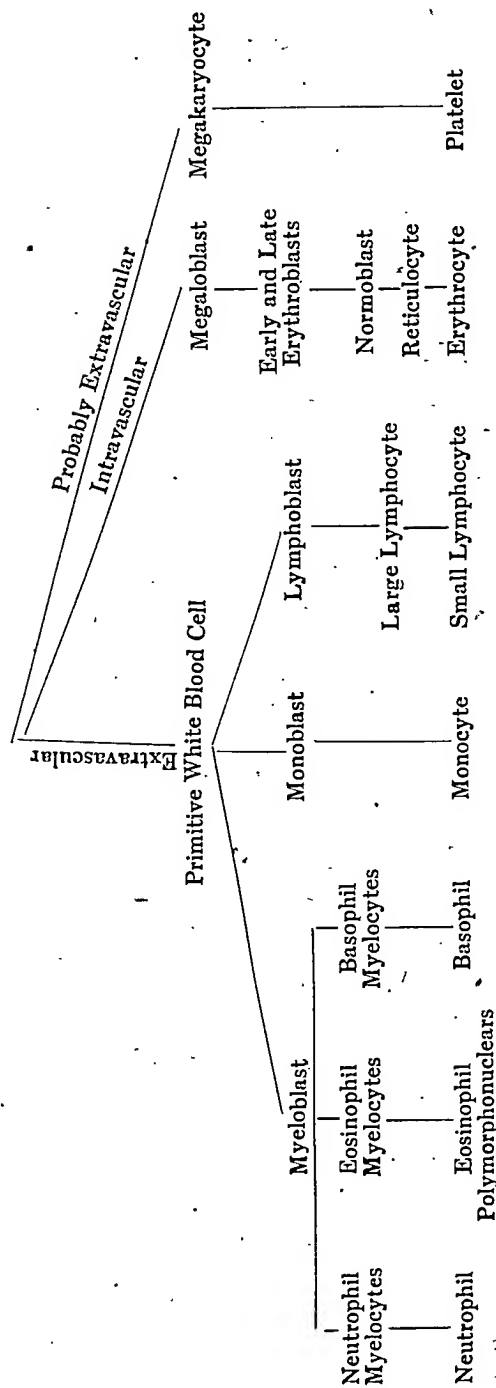 Probably Extravascular
Intravascular
Extravascular
Primitive White Blood Cell
Megaloblast
Megakaryocyte
Early and Late
Erythroblasts
Myeloblast
Monoblast
Lymphoblast
Neutrophil
Myelocytes
Eosinophil
Myelocytes
Basophil
Myelocytes
Large Lymphocyte
Normoblast
Reticulocyte
Neutrophil
Eosinophil
Basophil
Polymorphonuclears
Monocyte
Small Lymphocyte
Erythrocyte
Platelet